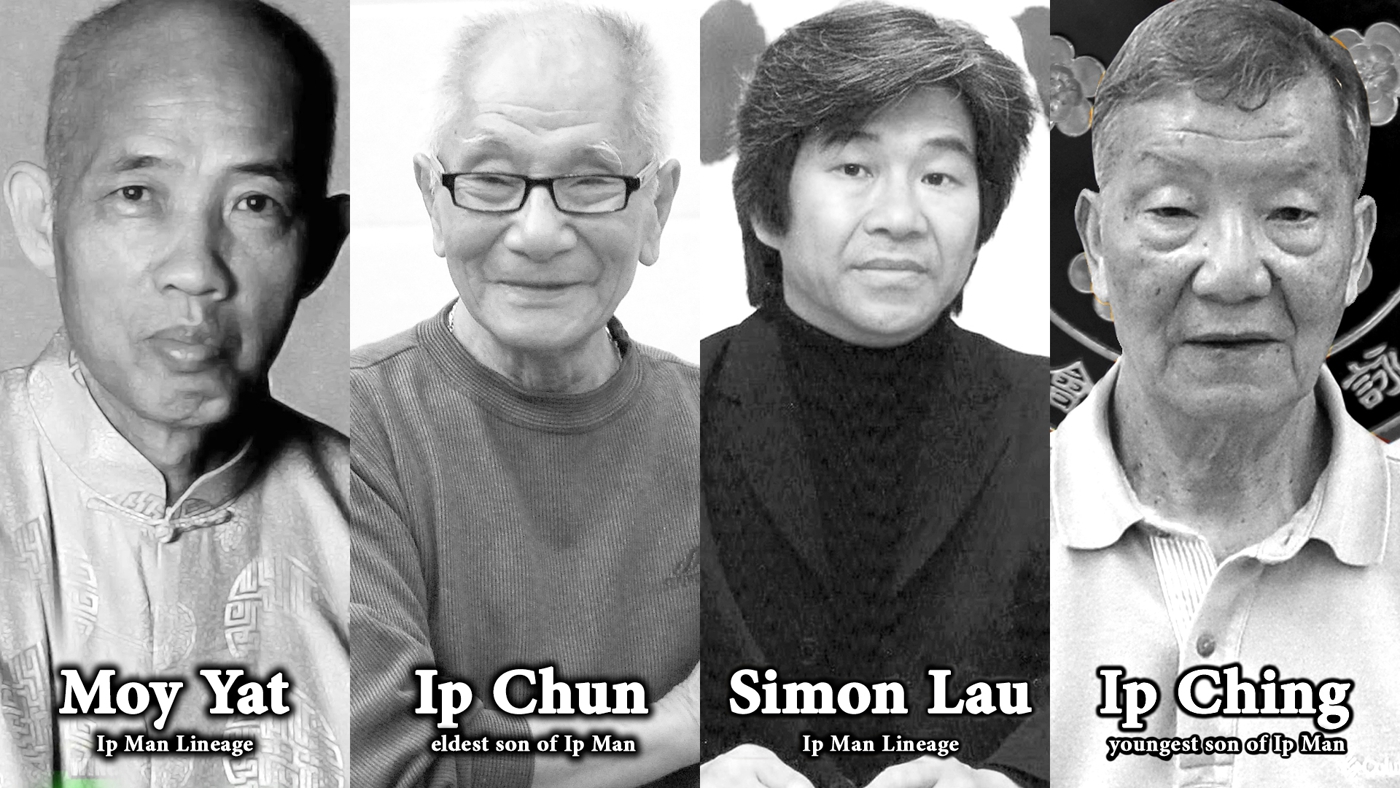 Moy Yat
Ip Man Lineage
Ip Chun
eldest son of Ip Man
Simon Lau
Ip Man Lineage
Ip Ching
youngest son of Ip Man
詠